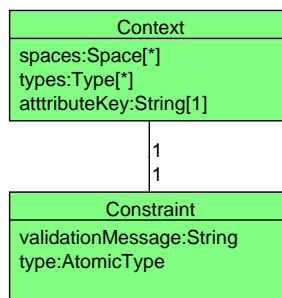 Context
spaces:Space[*]
types:Type[*]
atttributeKey:String[1]
1
1
Constraint
validationMessage:String
type:AtomicType